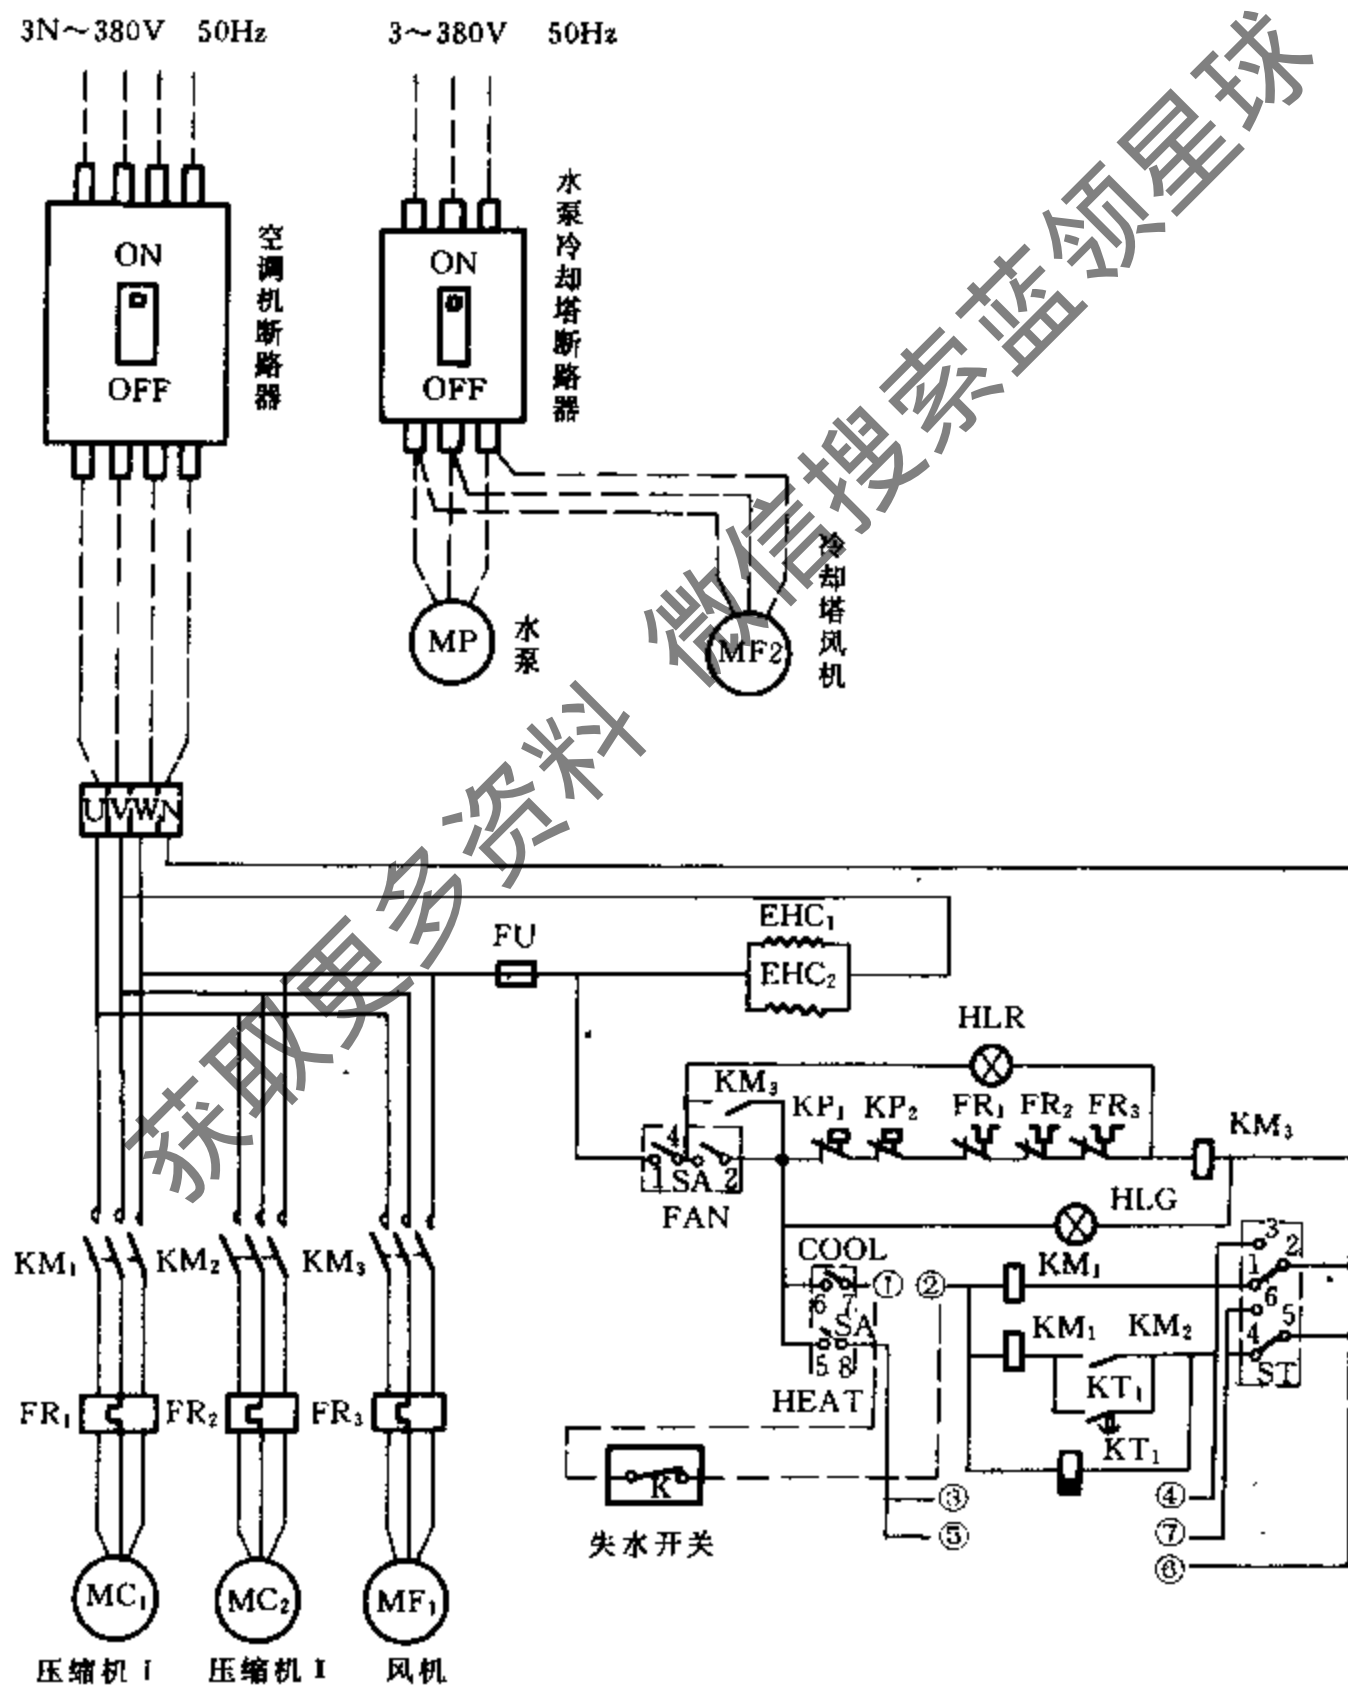 3N～380V 50Hz
3～380V 50Hz
ON
OFF
空调机断路器
ON
OFF
水泵冷却塔断路器
MP
水泵
MF2
冷却塔风机
U V W N
FU
EHC₁
EHC₂
HLR
KM₃
KP₁ KP₂ FR₁ FR₂ FR₃
KM₃
4
1 SA 2
FAN
HLG
COOL
6 7
① ②
KM₁
3
2
1
6
5
4
ST
SA
5 8
HEAT
KM₁ KM₂
KT₁
KT₁
K
失水开关
③
⑤
④
⑦
⑥
KM₁ KM₂ KM₃
FR₁ FR₂ FR₃
MC₁ MC₂ MF₁
压缩机 Ⅰ 压缩机 Ⅱ 风机
获取更多资料 微信搜索蓝领星球